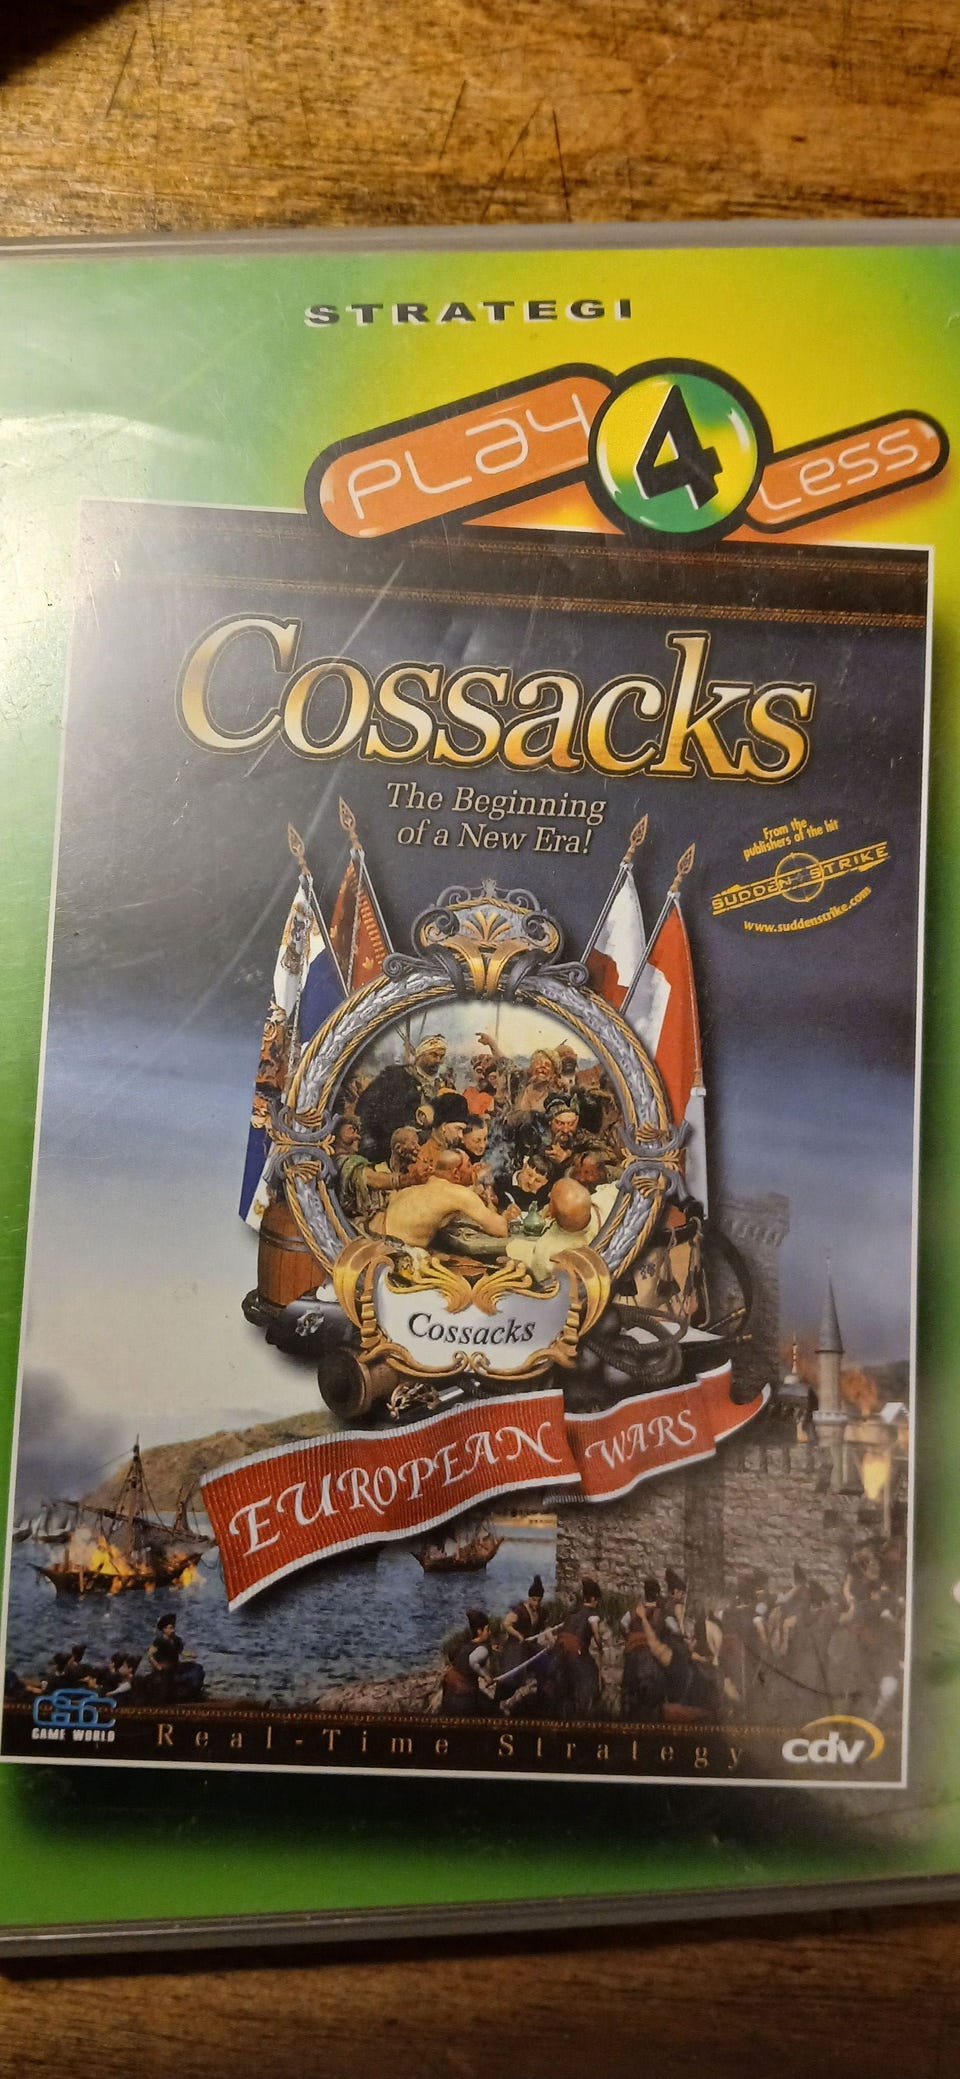 STRATEGI
PLay 4 Less
Cossacks
The Beginning
of a New Era!
From the
publishers of the hit
SUDDEN STRIKE
www.suddenstrike.com
Cossacks
EUROPEAN WARS
GSC
GAME WORLD
Real-Time Strategy
cdv